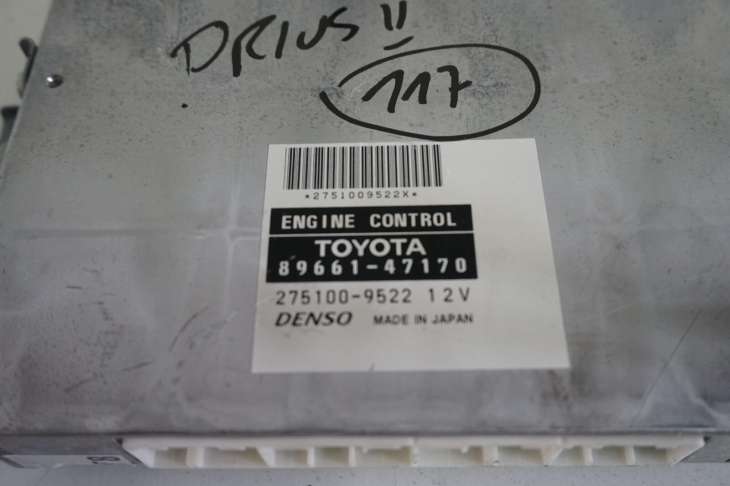 PRIUS II
117
*2751009522X*
ENGINE CONTROL
TOYOTA
89661-47170
275100-9522 12V
DENSO MADE IN JAPAN